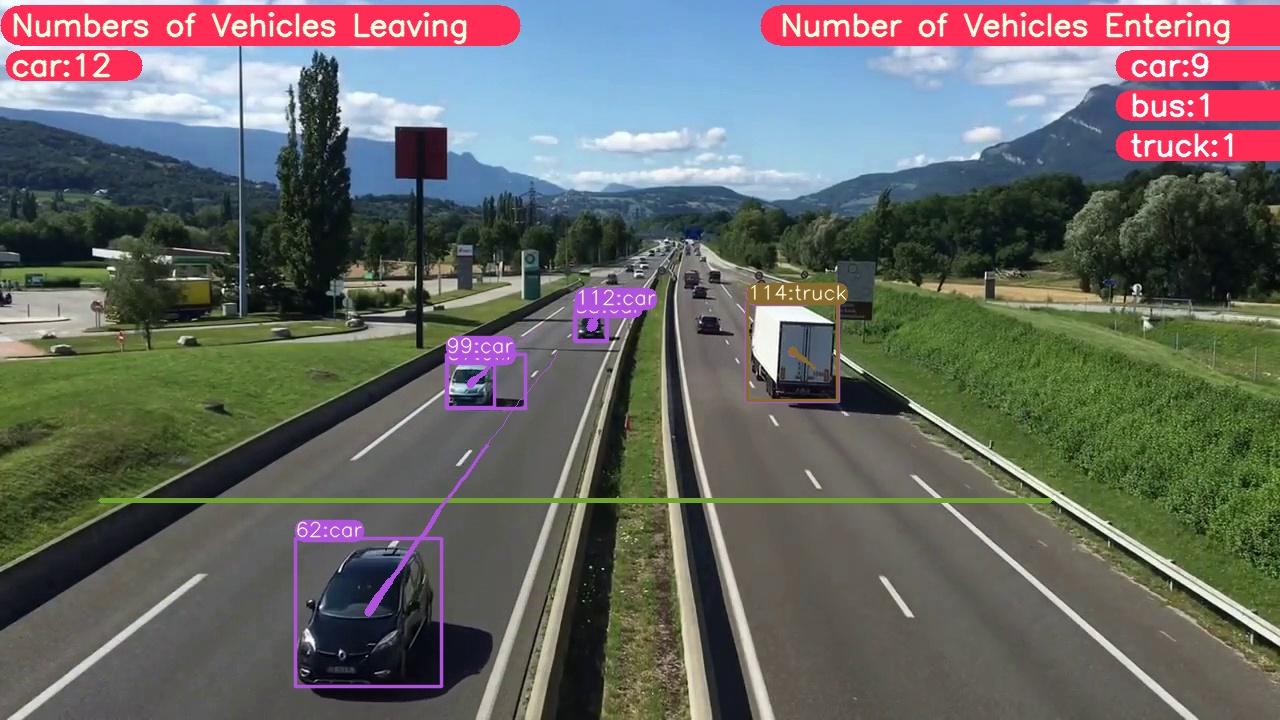 Numbers of Vehicles Leaving
Number of Vehicles Entering
car:12
car:9
bus:1
truck:1
112:car
114:truck
99:car
62:car